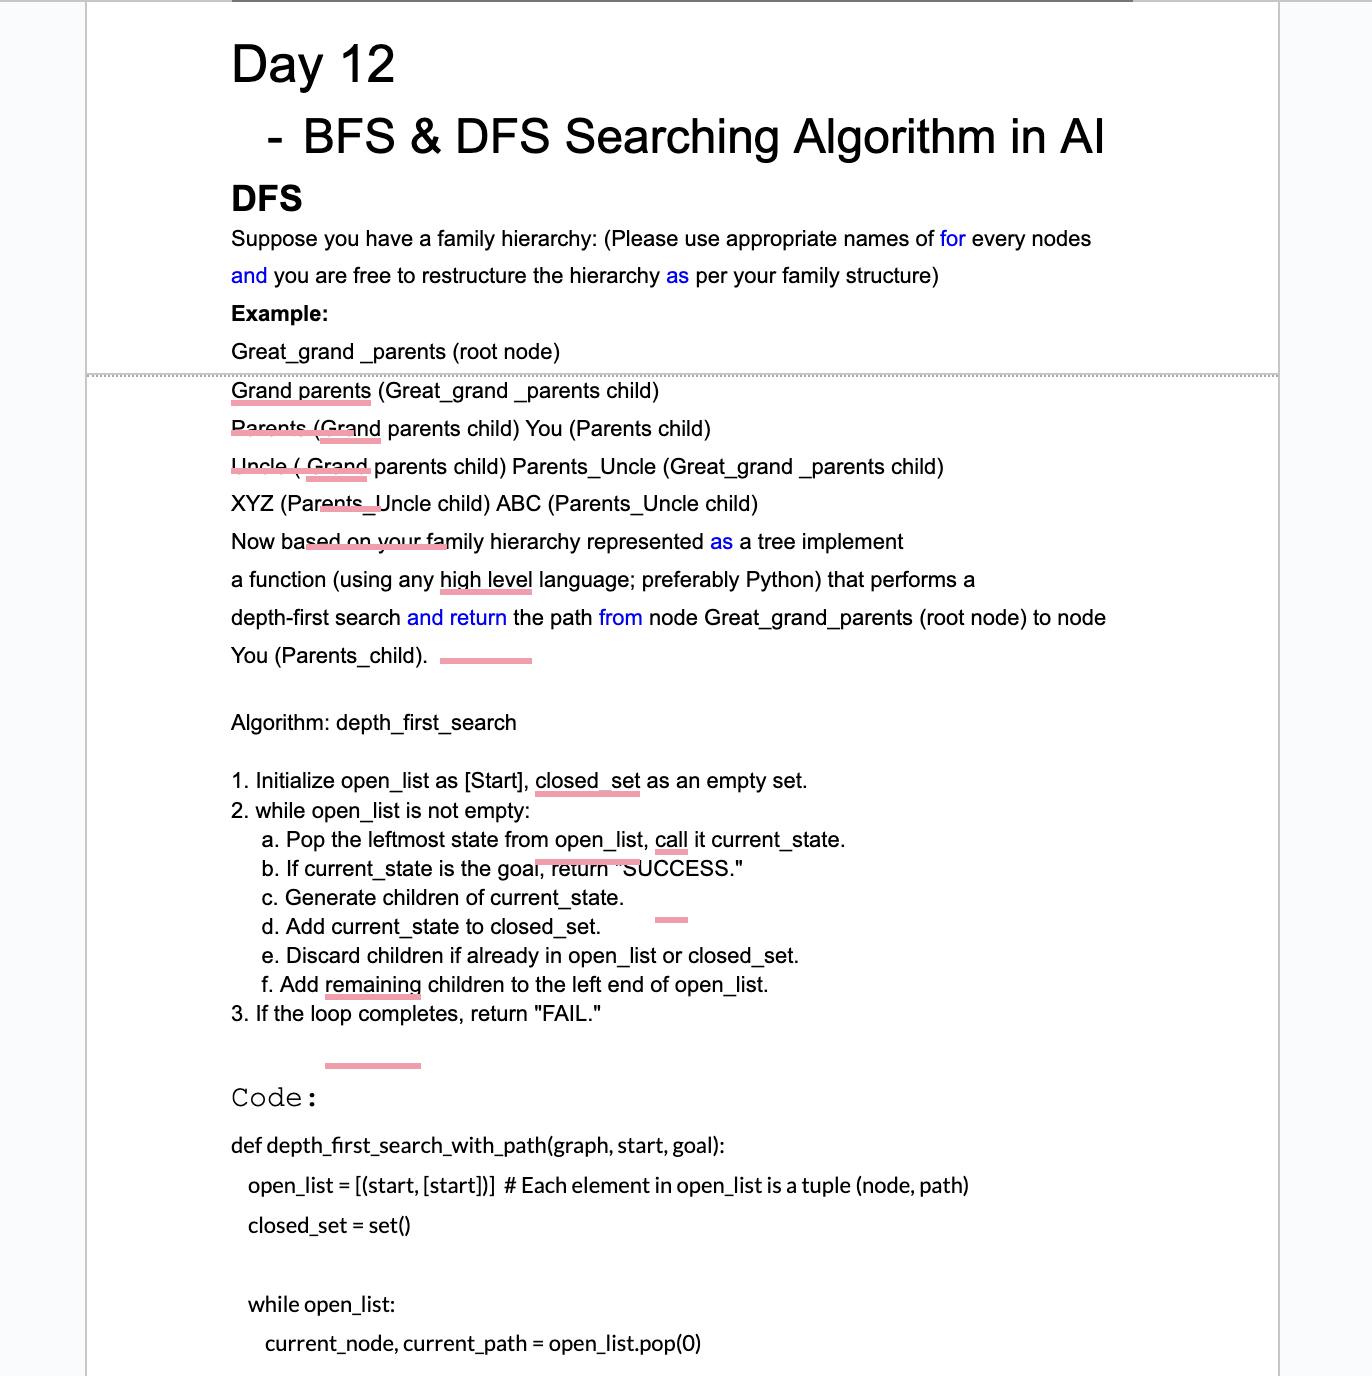 Day 12
- BFS & DFS Searching Algorithm in AI
DFS
Suppose you have a family hierarchy: (Please use appropriate names of for every nodes
and you are free to restructure the hierarchy as per your family structure)
Example:
Great_grand _parents (root node)
Grand parents (Great_grand _parents child)
Parents (Grand parents child) You (Parents child)
Uncle ( Grand parents child) Parents_Uncle (Great_grand _parents child)
XYZ (Parents_Uncle child) ABC (Parents_Uncle child)
Now based on your family hierarchy represented as a tree implement
a function (using any high level language; preferably Python) that performs a
depth-first search and return the path from node Great_grand_parents (root node) to node
You (Parents_child).
Algorithm: depth_first_search
1. Initialize open_list as [Start], closed_set as an empty set.
2. while open_list is not empty:
a. Pop the leftmost state from open_list, call it current_state.
b. If current_state is the goal, return "SUCCESS."
c. Generate children of current_state.
d. Add current_state to closed_set.
e. Discard children if already in open_list or closed_set.
f. Add remaining children to the left end of open_list.
3. If the loop completes, return "FAIL."
Code:
def depth_first_search_with_path(graph, start, goal):
open_list = [(start, [start])] # Each element in open_list is a tuple (node, path)
closed_set = set()
while open_list:
current_node, current_path = open_list.pop(0)